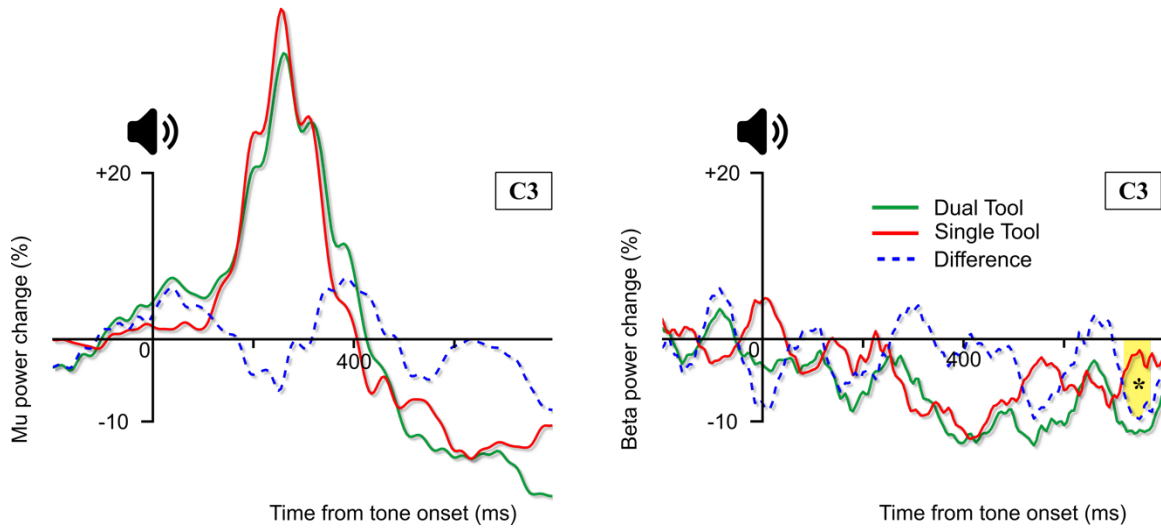 +20
C3
Mu power change (%)
0
400
-10
Time from tone onset (ms)
+20
C3
Dual Tool
Single Tool
Difference
Beta power change (%)
0
400
*
-10
Time from tone onset (ms)